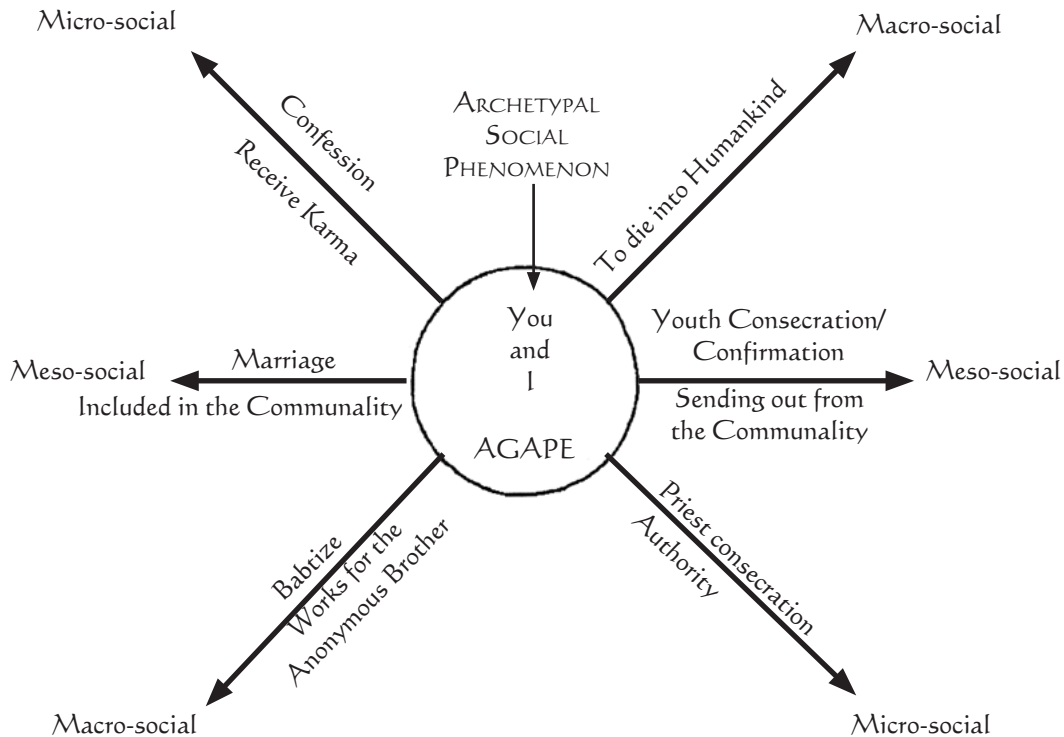 Micro-social
Macro-social
Confession
Receive Karma
Archetypal
Social
Phenomenon
To die into Humankind
You
and
I
AGAPE
Meso-social
Marriage
Included in the Communality
Youth Consecration/
Confirmation
Sending out from
the Communality
Meso-social
Babtize
Works for the
Anonymous Brother
Priest consecration
Authority
Macro-social
Micro-social